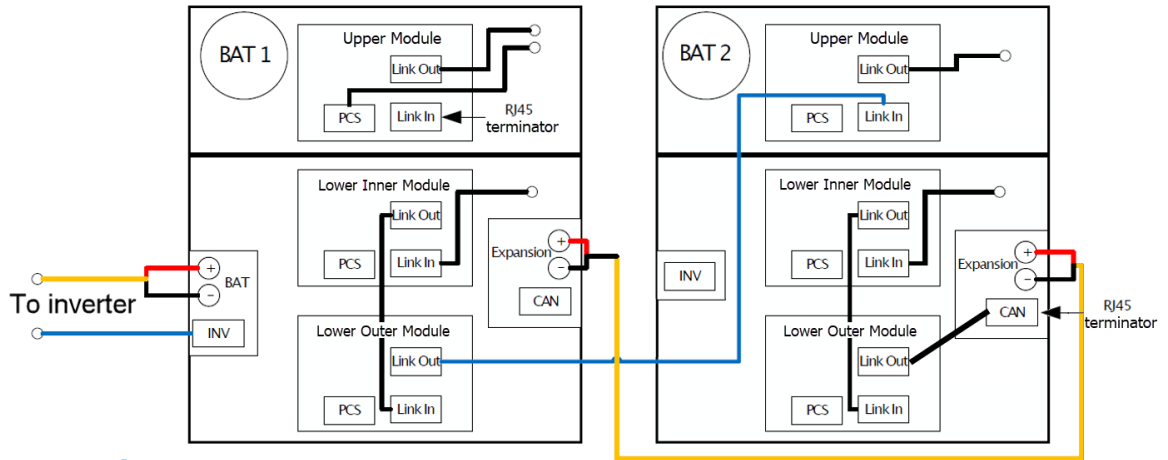 BAT 1
Upper Module
Link Out
PCS
Link In
RJ45
terminator
Lower Inner Module
Link Out
PCS
Link In
Expansion
+
−
CAN
+
−
BAT
INV
To inverter
Lower Outer Module
Link Out
PCS
Link In
BAT 2
Upper Module
Link Out
PCS
Link In
Lower Inner Module
Link Out
PCS
Link In
INV
Expansion
+
−
CAN
RJ45
terminator
Lower Outer Module
Link Out
PCS
Link In